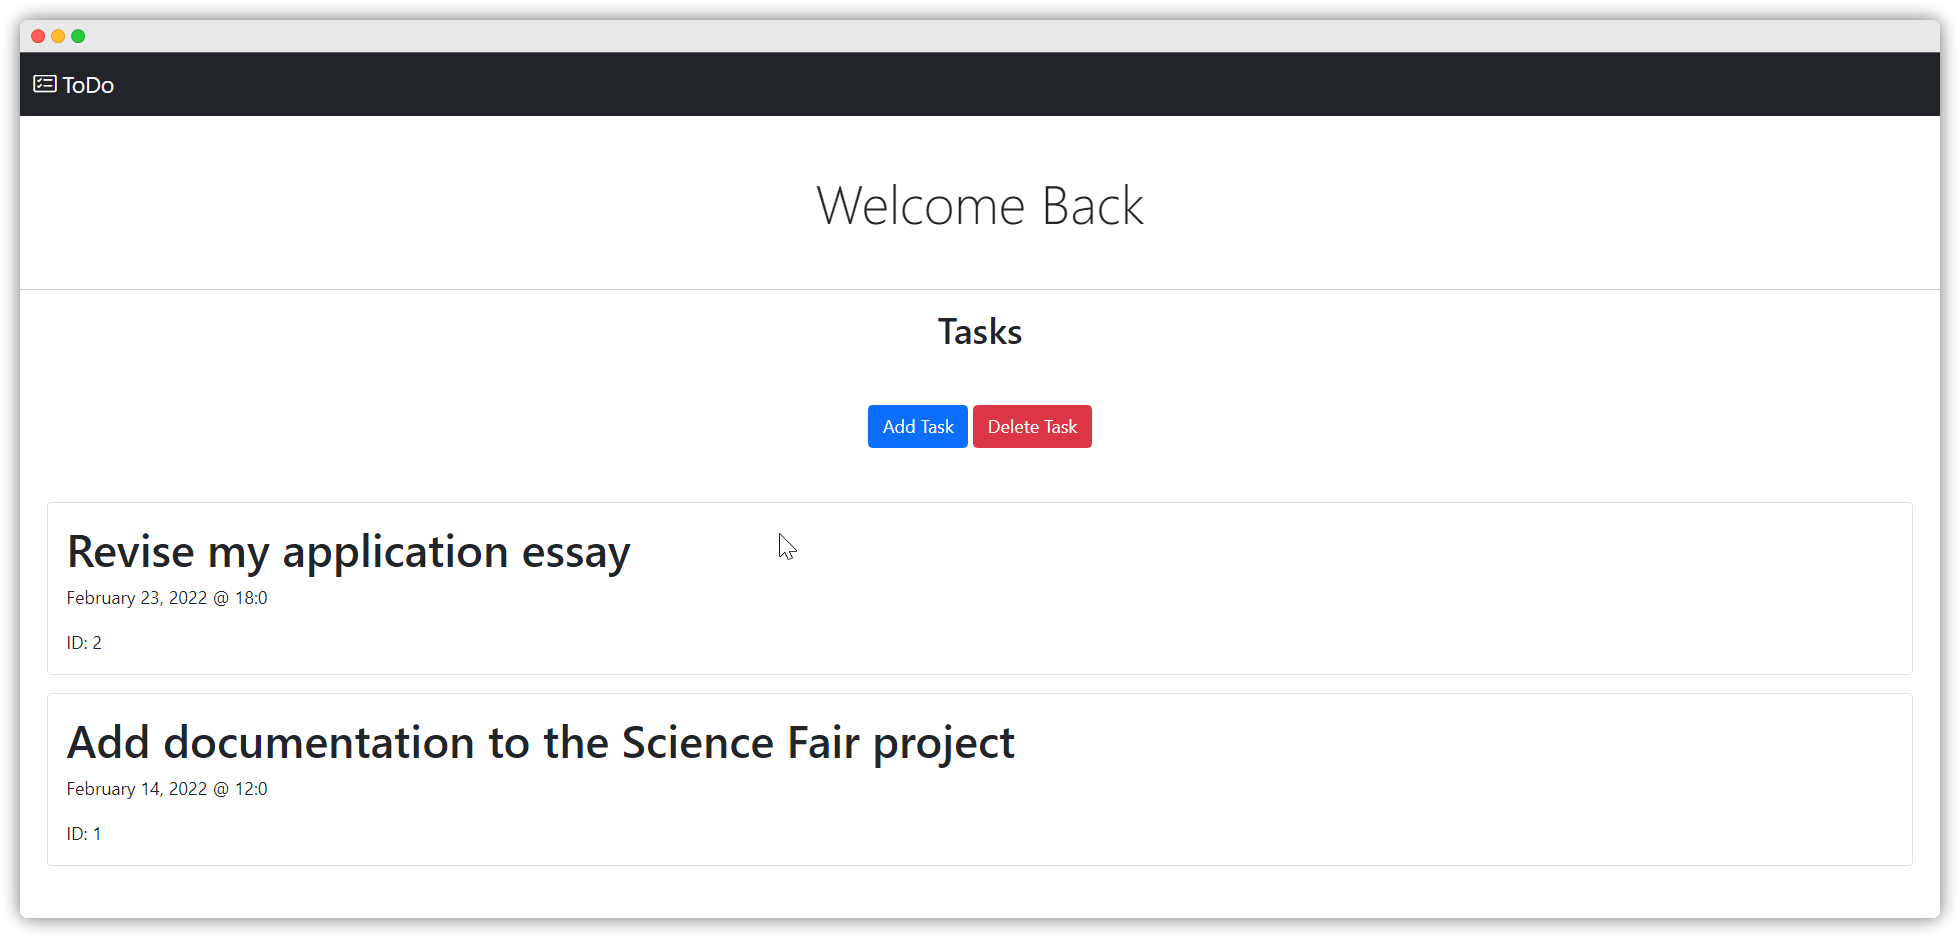 ToDo
Welcome Back
Tasks
Add Task Delete Task
Revise my application essay
February 23, 2022 @ 18:0
ID: 2
Add documentation to the Science Fair project
February 14, 2022 @ 12:0
ID: 1